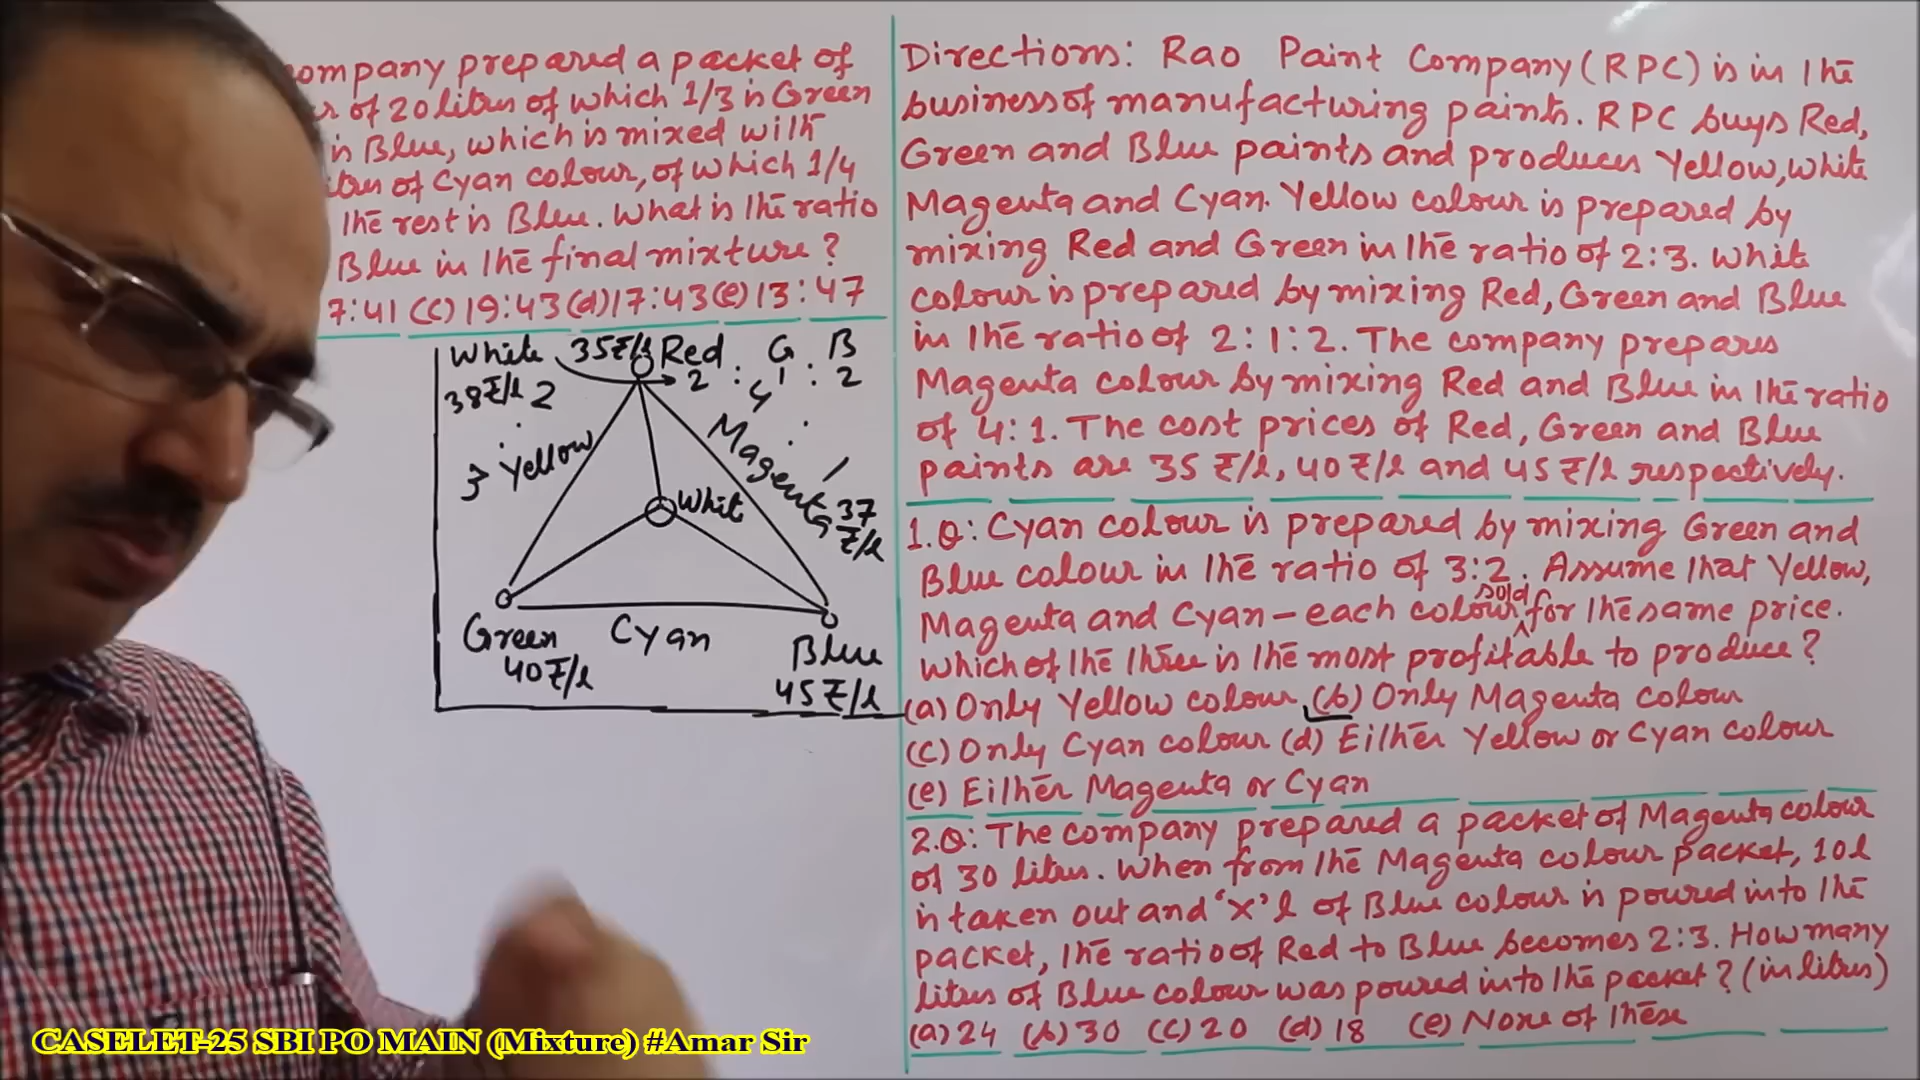 company prepared a packet of
of 20 litres of which 1/3 is Green
is Blue, which is mixed with
of Cyan colour, of which 1/4
the rest is Blue. What is the ratio
Blue in the final mixture?
7:41 (c) 19:43 (d) 17:43 (e) 13:47
White 35₹/l Red G B
38₹/l 2 2 : 1 : 2
4
:
3 Yellow
:
Magenta
1
37
₹/l
White
Green Cyan Blue
40₹/l
45₹/l
Directions: Rao Paint Company (RPC) is in the
business of manufacturing paints. RPC buys Red,
Green and Blue paints and produces Yellow, white
Magenta and Cyan. Yellow colour is prepared by
mixing Red and Green in the ratio of 2:3. White
colour is prepared by mixing Red, Green and Blue
in the ratio of 2:1:2. The company prepares
Magenta colour by mixing Red and Blue in the ratio
of 4:1. The cost prices of Red, Green and Blue
paints are 35 ₹/l, 40 ₹/l and 45 ₹/l respectively.
1.Q: Cyan colour is prepared by mixing Green and
Blue colour in the ratio of 3:2. Assume that Yellow,
sold
Magenta and Cyan - each colour for the same price.
Which of the three is the most profitable to produce?
(a) Only Yellow colour (b) Only Magenta colour
(c) Only Cyan colour (d) Either Yellow or Cyan colour
(e) Either Magenta or Cyan
2.Q: The company prepared a packet of Magenta colour
of 30 litres. When from the Magenta colour packet, 10l
is taken out and 'x' l of Blue colour is poured into the
packet, the ratio of Red to Blue becomes 2:3. How many
litres of Blue colour was poured into the packet? (in litres)
(a) 24 (b) 30 (c) 20 (d) 18 (e) None of these
CASELET-25 SBI PO MAIN (Mixture) #Amar Sir